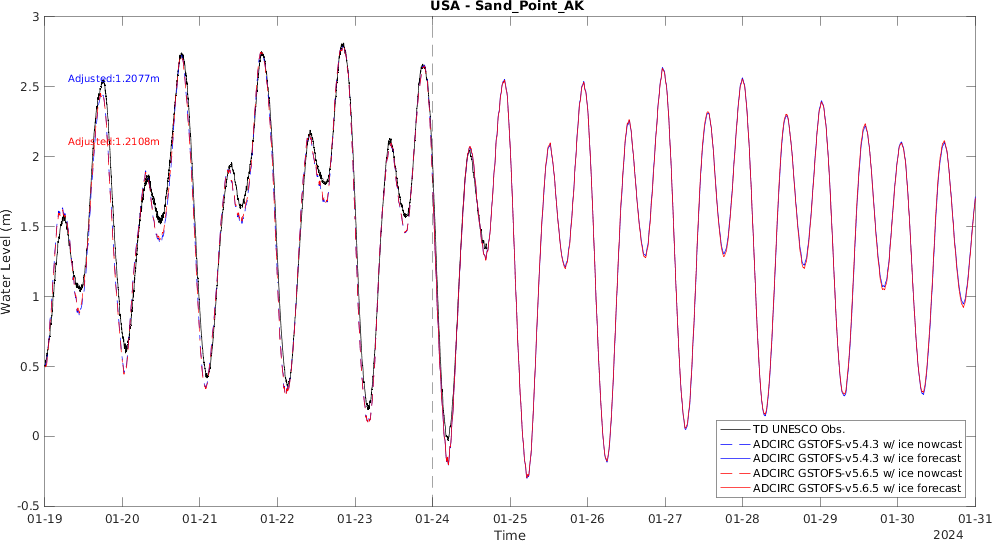 USA - Sand_Point_AK
Adjusted:1.2077m
Adjusted:1.2108m
Water Level (m)
3
2.5
2
1.5
1
0.5
0
-0.5
01-19 01-20 01-21 01-22 01-23 01-24 01-25 01-26 01-27 01-28 01-29 01-30 01-31
Time
2024
TD UNESCO Obs.
ADCIRC GSTOFS-v5.4.3 w/ ice nowcast
ADCIRC GSTOFS-v5.4.3 w/ ice forecast
ADCIRC GSTOFS-v5.6.5 w/ ice nowcast
ADCIRC GSTOFS-v5.6.5 w/ ice forecast